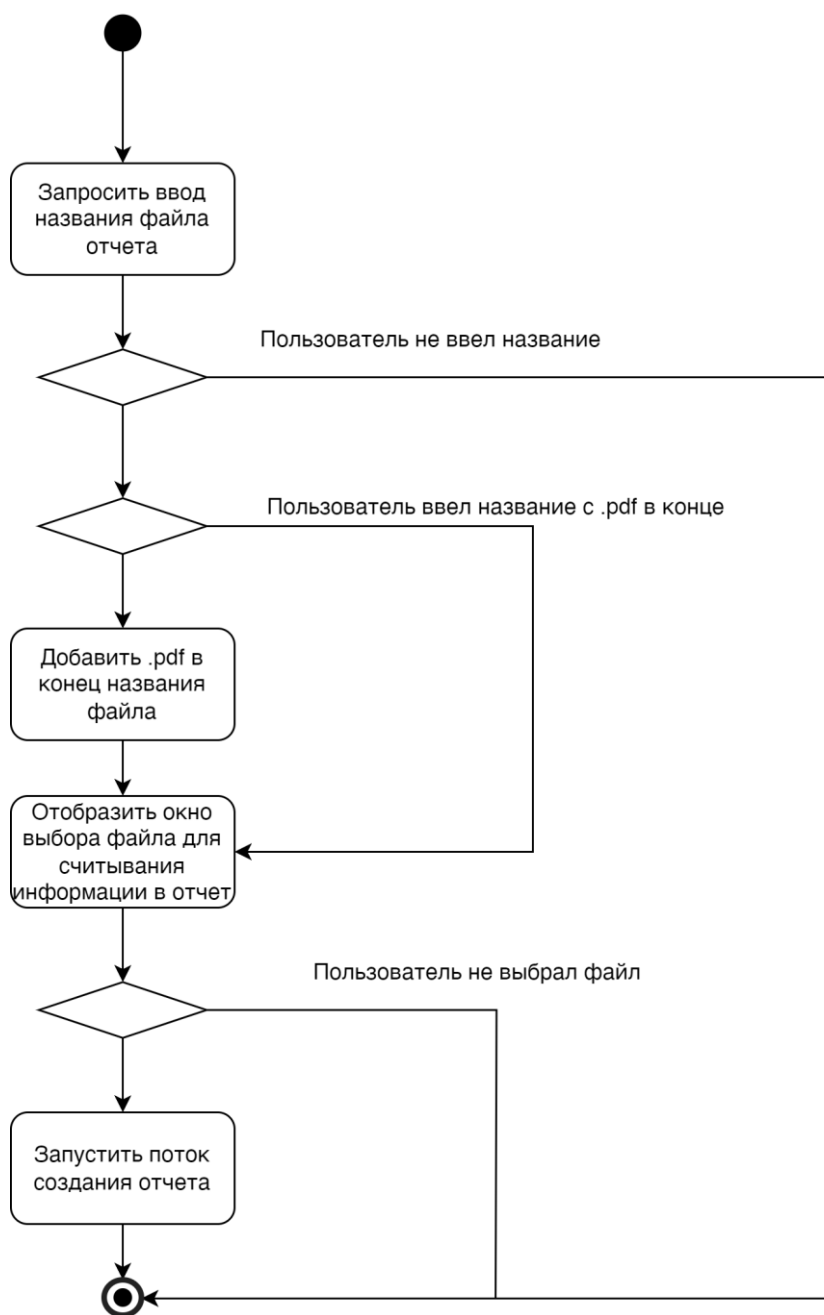 Запросить ввод
названия файла
отчета
Пользователь не ввел название
Пользователь ввел название с .pdf в конце
Добавить .pdf в
конец названия
файла
Отобразить окно
выбора файла для
считывания
информации в отчет
Пользователь не выбрал файл
Запустить поток
создания отчета